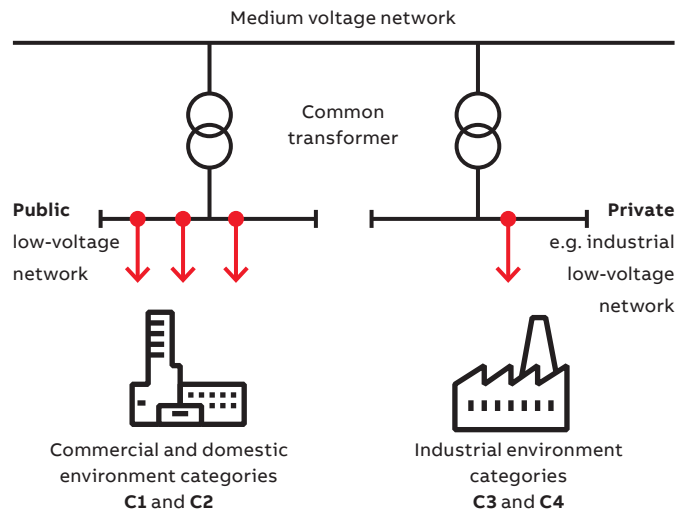 Medium voltage network
Common
transformer
Public
low-voltage
network
Private
e.g. industrial
low-voltage
network
Commercial and domestic
environment categories
C1 and C2
Industrial environment
categories
C3 and C4